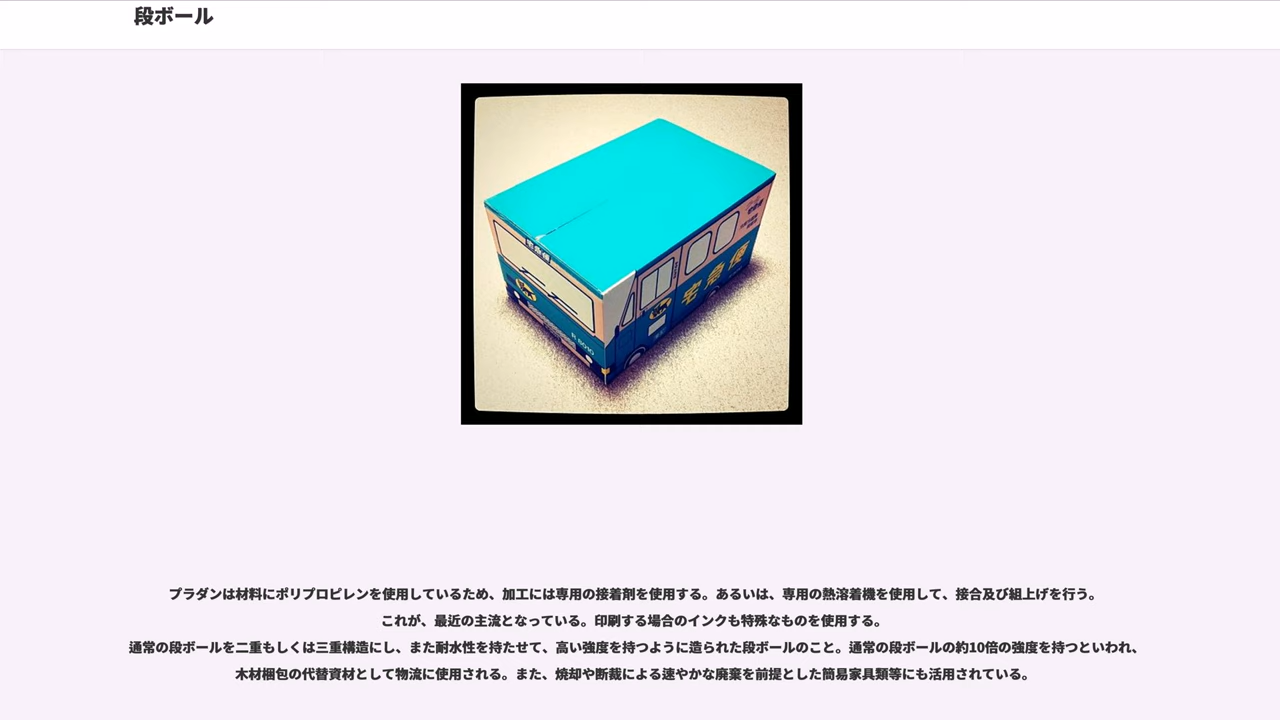 段ボール
宅急便
プラダンは材料にポリプロピレンを使用しているため、加工には専用の接着剤を使用する。あるいは、専用の熱溶着機を使用して、接合及び組上げを行う。
これが、最近の主流となっている。印刷する場合のインクも特殊なものを使用する。
通常の段ボールを二重もしくは三重構造にし、また耐水性を持たせて、高い強度を持つように造られた段ボールのこと。通常の段ボールの約10倍の強度を持つといわれ、
木材梱包の代替資材として物流に使用される。また、焼却や断裁による速やかな廃棄を前提とした簡易家具類等にも活用されている。